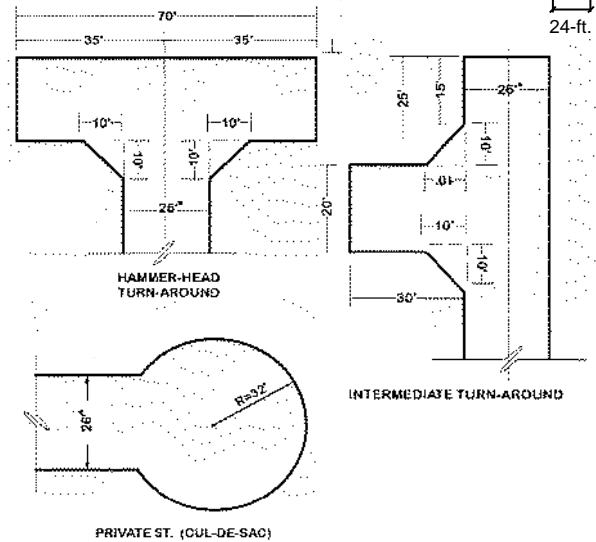 70'
24-ft.
35' 35'
10' 10'
10' 10'
HAMMER-HEAD
TURN-AROUND
25' 15' 26'*
10'
10'
20'
10'
10'
30'
INTERMEDIATE TURN-AROUND
26'*
R=32'
PRIVATE ST. (CUL-DE-SAC)